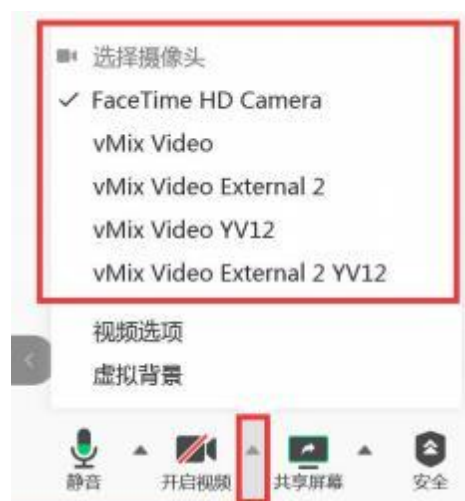 选择摄像头
FaceTime HD Camera
vMix Video
vMix Video External 2
vMix Video YV12
vMix Video External 2 YV12
视频选项
虚拟背景
静音 开启视频 共享屏幕 安全